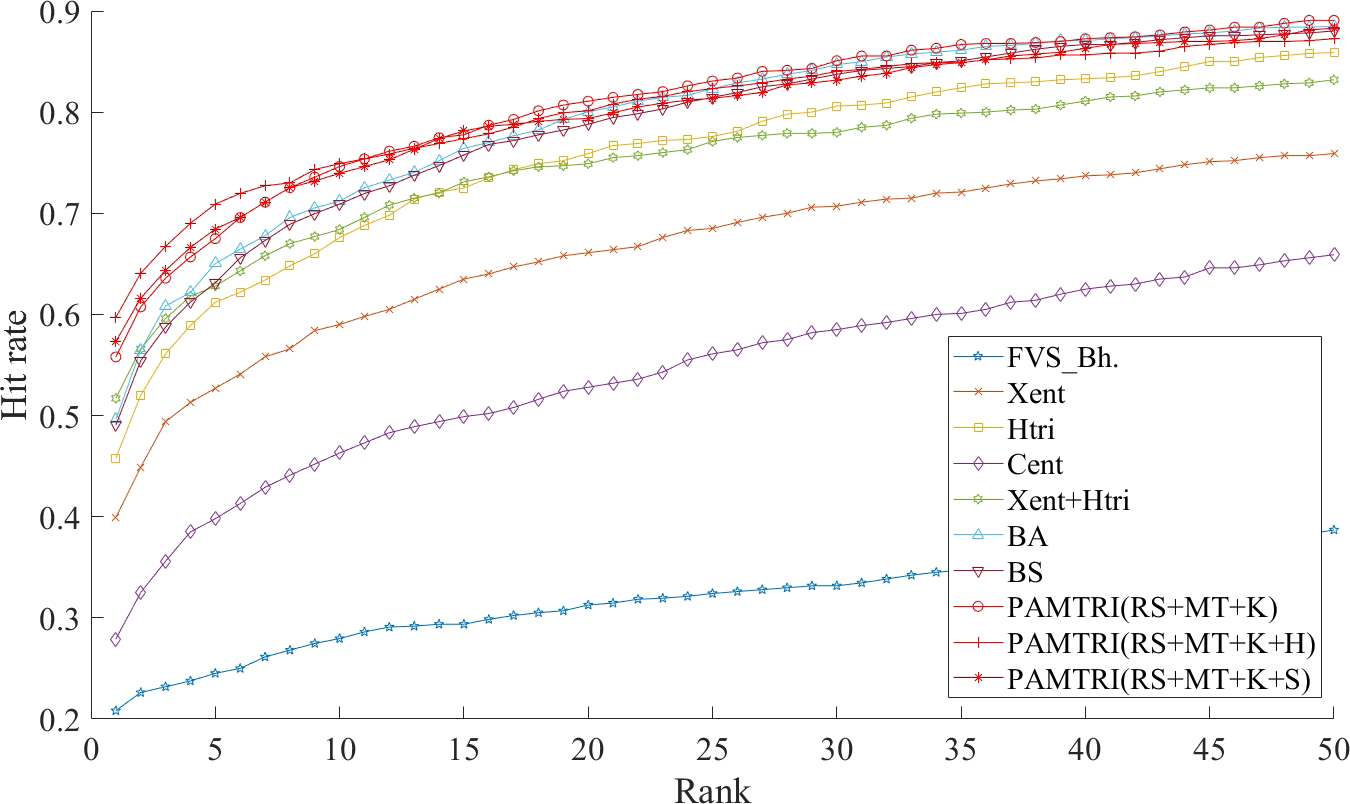 0.9
0.8
0.7
0.6
0.5
0.4
0.3
0.2
Hit rate
0 5 10 15 20 25 30 35 40 45 50
Rank
FVS_Bh.
Xent
Htri
Cent
Xent+Htri
BA
BS
PAMTRI(RS+MT+K)
PAMTRI(RS+MT+K+H)
PAMTRI(RS+MT+K+S)